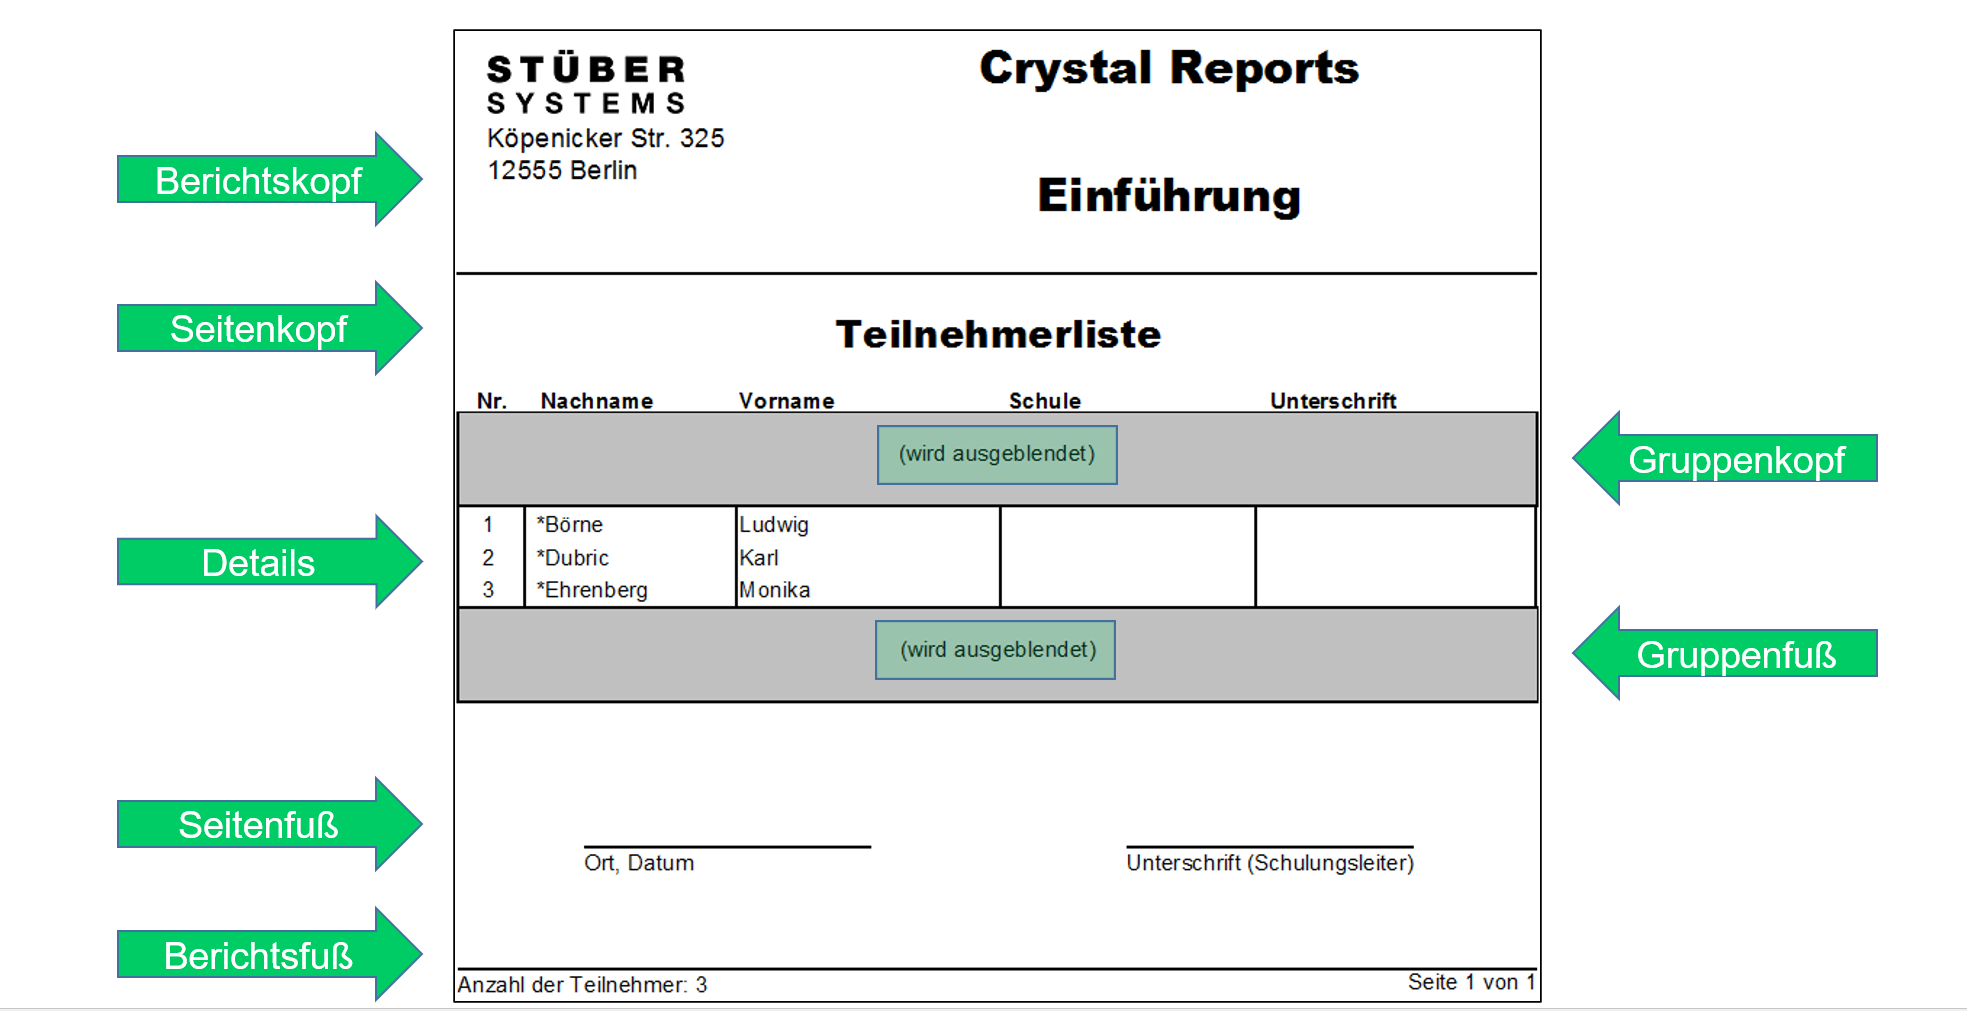 STÜBER
SYSTEMS
Köpenicker Str. 325
12555 Berlin
Crystal Reports
Einführung
Berichtskopf
Seitenkopf
Teilnehmerliste
Nr. Nachname Vorname Schule Unterschrift
(wird ausgeblendet)
Gruppenkopf
1 *Börne Ludwig
2 *Dubric Karl
3 *Ehrenberg Monika
Details
(wird ausgeblendet)
Gruppenfuß
Seitenfuß
Ort, Datum Unterschrift (Schulungsleiter)
Berichtsfuß
Anzahl der Teilnehmer: 3 Seite 1 von 1